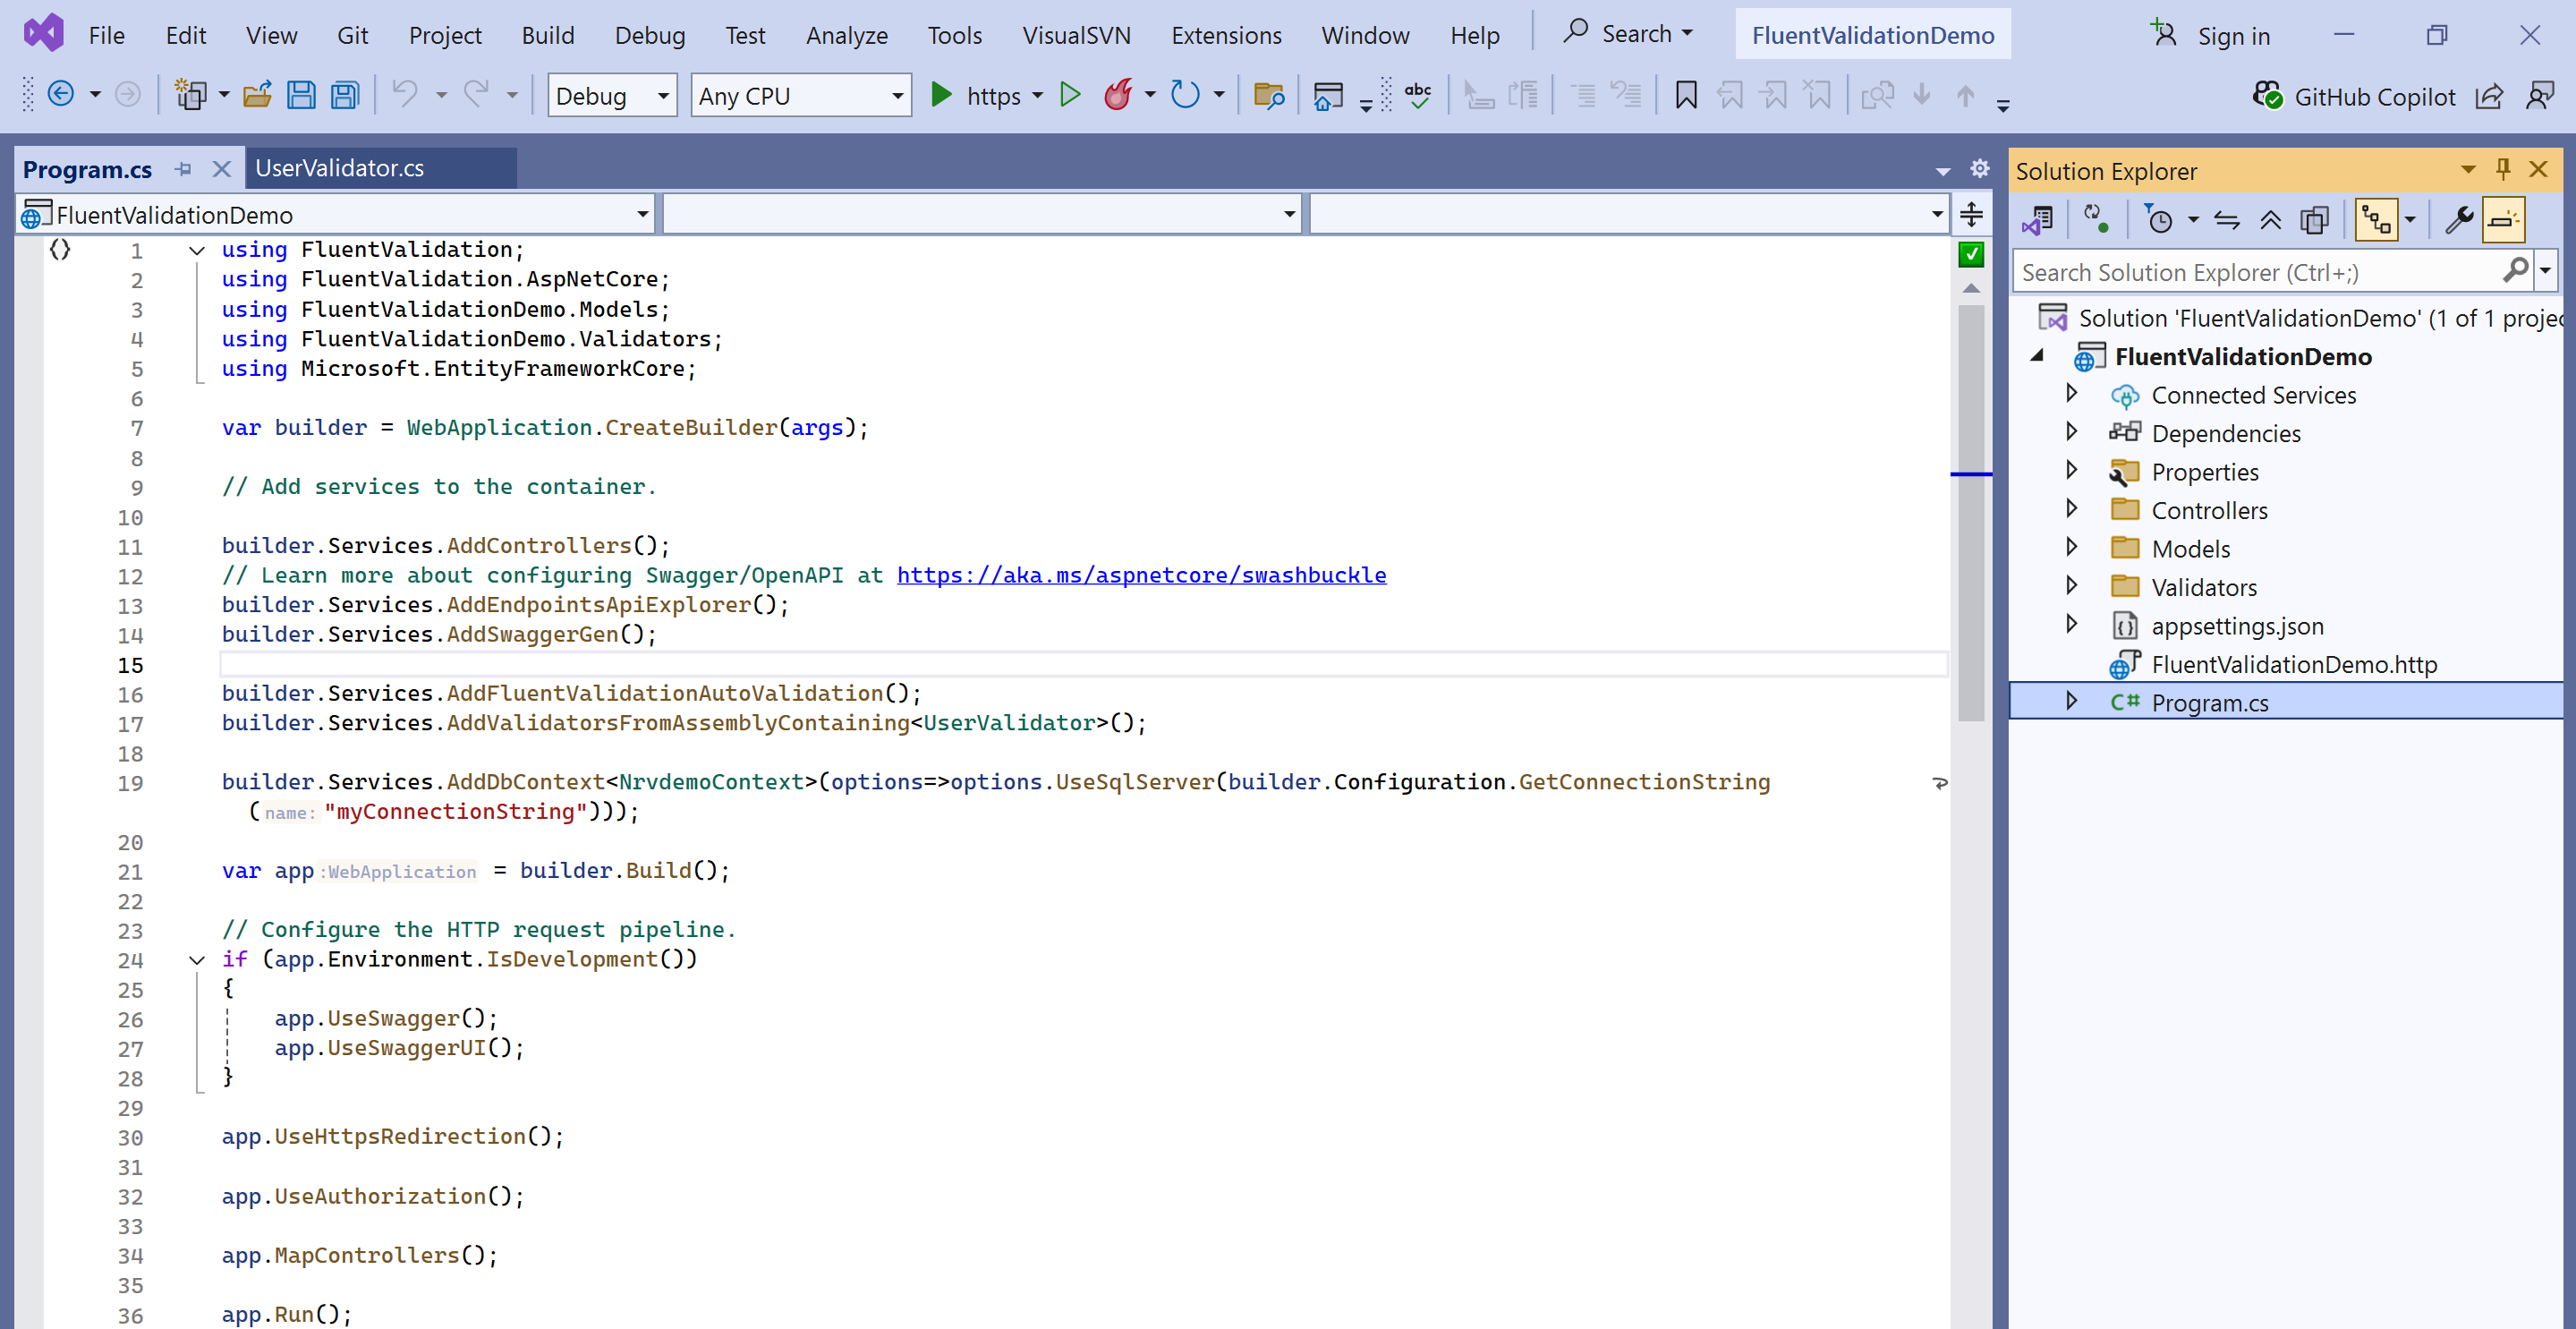 File Edit View Git Project Build Debug Test Analyze Tools VisualSVN Extensions Window Help Search FluentValidationDemo Sign in
Debug Any CPU https abc GitHub Copilot
Program.cs UserValidator.cs
FluentValidationDemo
1 using FluentValidation;
2 using FluentValidation.AspNetCore;
3 using FluentValidationDemo.Models;
4 using FluentValidationDemo.Validators;
5 using Microsoft.EntityFrameworkCore;
6
7 var builder = WebApplication.CreateBuilder(args);
8
9 // Add services to the container.
10
11 builder.Services.AddControllers();
12 // Learn more about configuring Swagger/OpenAPI at https://aka.ms/aspnetcore/swashbuckle
13 builder.Services.AddEndpointsApiExplorer();
14 builder.Services.AddSwaggerGen();
15
16 builder.Services.AddFluentValidationAutoValidation();
17 builder.Services.AddValidatorsFromAssemblyContaining<UserValidator>();
18
19 builder.Services.AddDbContext<NrvdemoContext>(options=>options.UseSqlServer(builder.Configuration.GetConnectionString
(name: "myConnectionString")));
20
21 var app :WebApplication = builder.Build();
22
23 // Configure the HTTP request pipeline.
24 if (app.Environment.IsDevelopment())
25 {
26 app.UseSwagger();
27 app.UseSwaggerUI();
28 }
29
30 app.UseHttpsRedirection();
31
32 app.UseAuthorization();
33
34 app.MapControllers();
35
36 app.Run();
Solution Explorer
Search Solution Explorer (Ctrl+;)
Solution 'FluentValidationDemo' (1 of 1 projec
FluentValidationDemo
Connected Services
Dependencies
Properties
Controllers
Models
Validators
appsettings.json
FluentValidationDemo.http
C# Program.cs